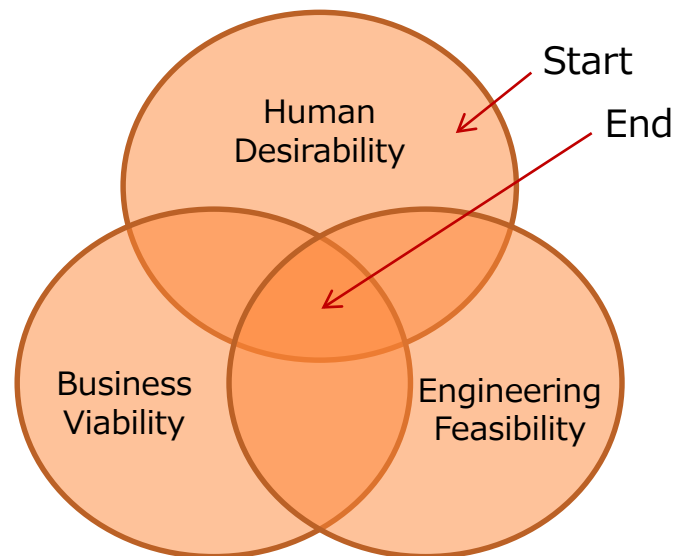 Start
Human
Desirability
End
Business
Viability
Engineering
Feasibility